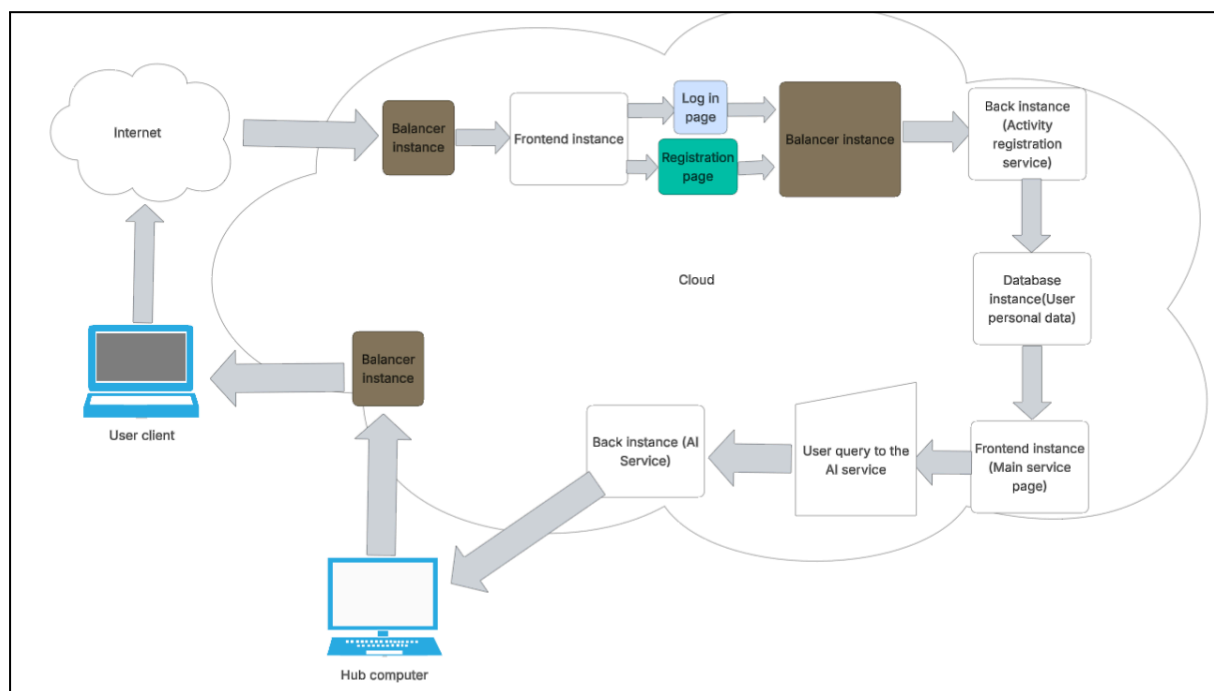 Internet
Balancer
instance
Frontend instance
Log in
page
Registration
page
Balancer instance
Back instance
(Activity
registration
service)
Cloud
Database
instance(User
personal data)
Balancer
instance
User client
Back instance (AI
Service)
User query to the
AI service
Frontend instance
(Main service
page)
Hub computer